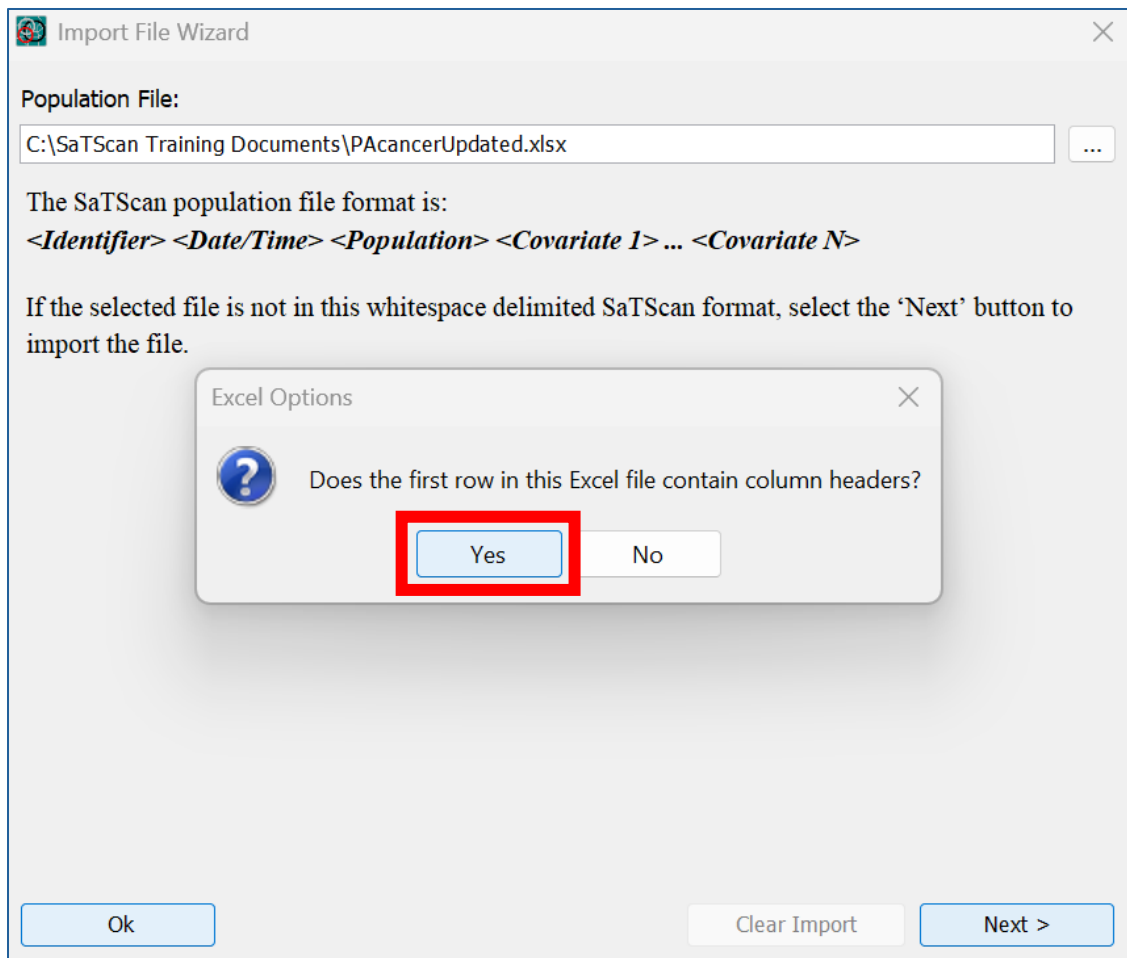 Import File Wizard
Population File:
C:\SaTScan Training Documents\PAcancerUpdated.xlsx
...
The SaTScan population file format is:
<Identifier> <Date/Time> <Population> <Covariate 1> ... <Covariate N>
If the selected file is not in this whitespace delimited SaTScan format, select the ‘Next’ button to
import the file.
Excel Options
Does the first row in this Excel file contain column headers?
Yes
No
Ok
Clear Import
Next >